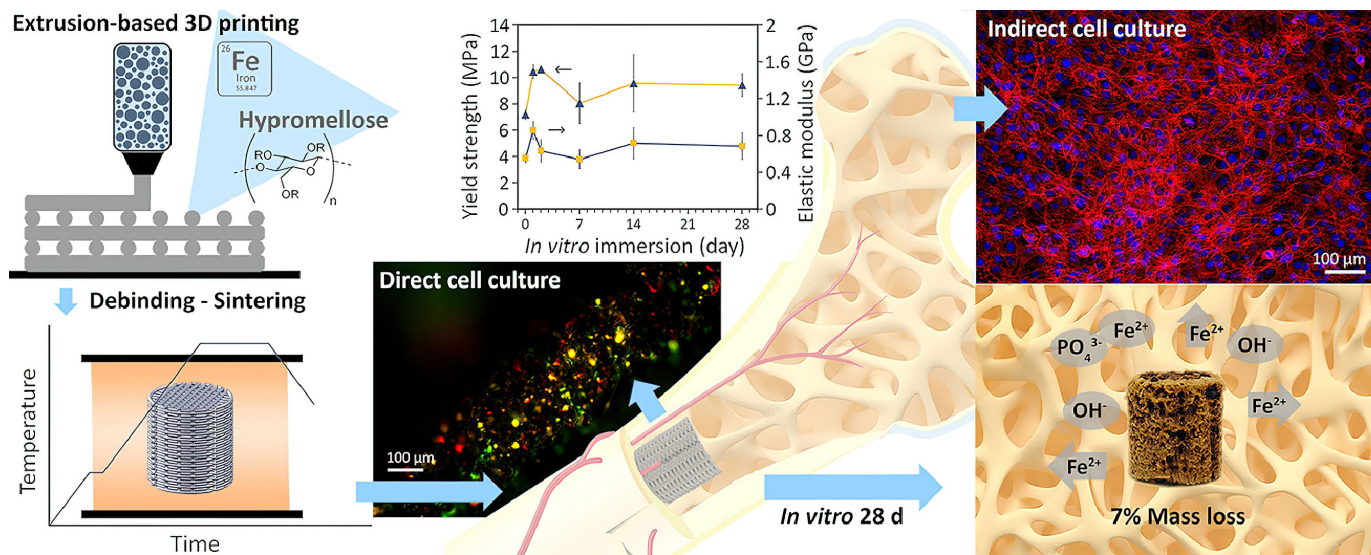 Extrusion-based 3D printing
26
Fe
Iron
55.847
Hypromellose
RO
OR
O
O
OR
n
Debinding - Sintering
Temperature
Time
Yield strength (MPa)
14
12
10
8
6
4
2
0
2
1.6
1.2
0.8
0.4
0
Elastic modulus (GPa)
0
7
14
21
28
In vitro immersion (day)
Direct cell culture
100 µm
In vitro 28 d
Indirect cell culture
100 µm
PO₄³⁻
Fe²⁺
Fe²⁺
OH⁻
OH⁻
Fe²⁺
Fe²⁺
7% Mass loss